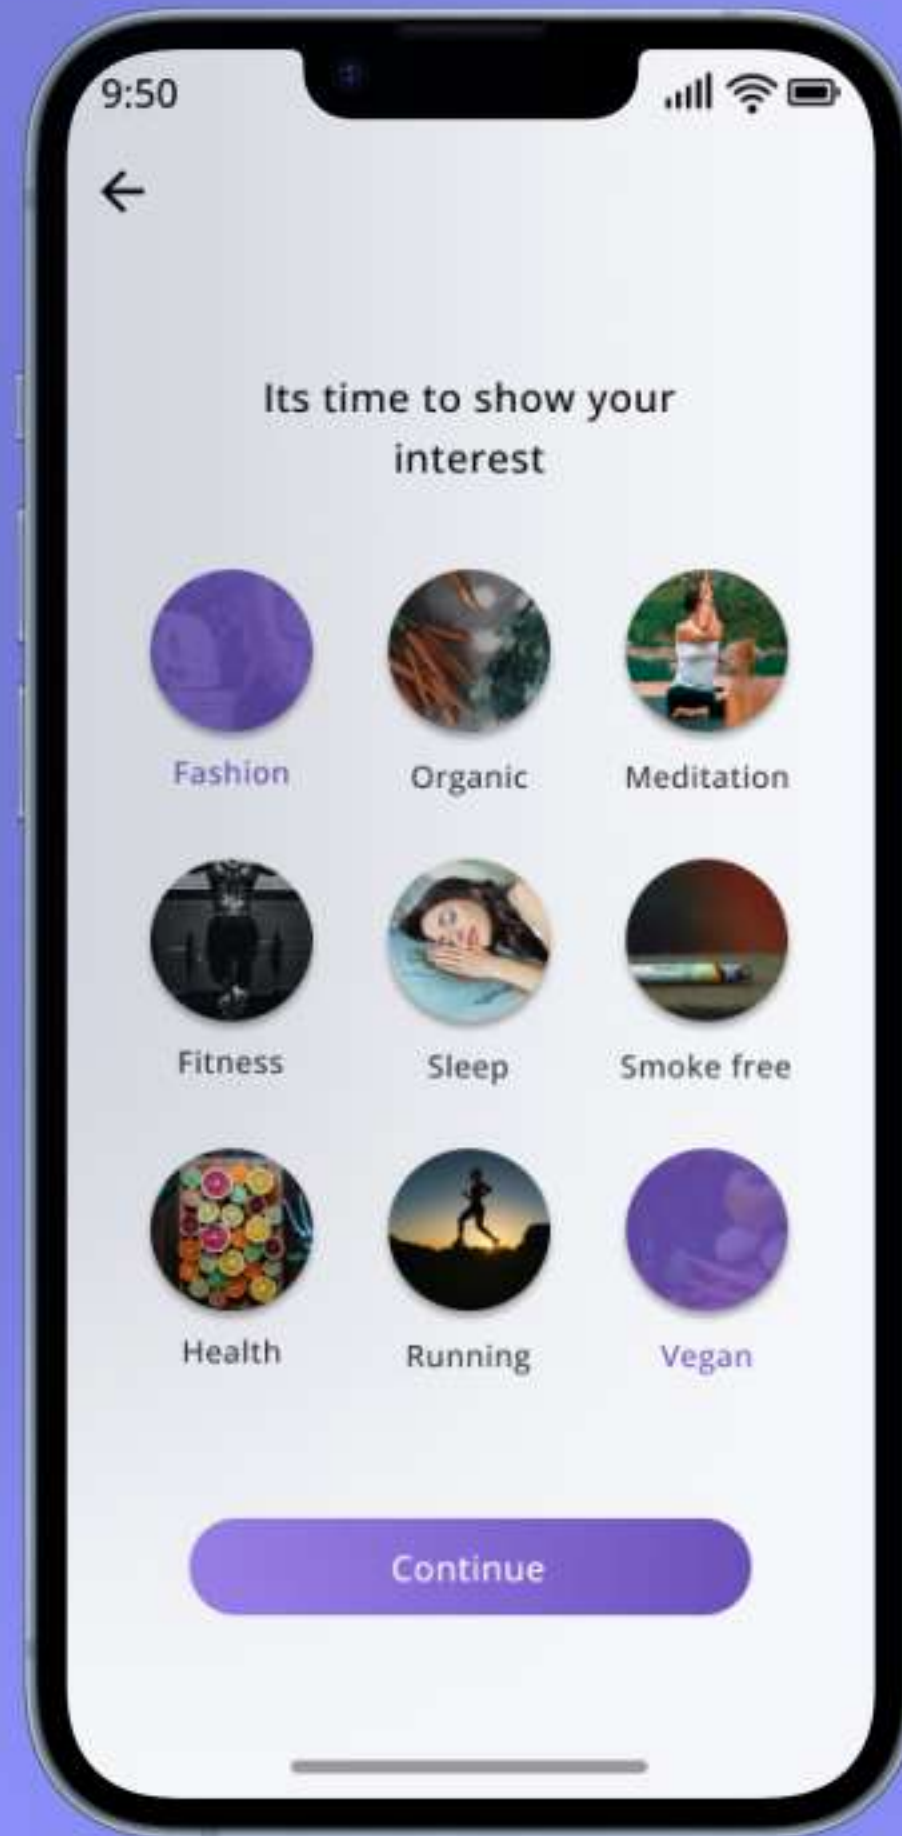 9:50
Its time to show your
interest
Fashion
Organic
Meditation
Fitness
Sleep
Smoke free
Health
Running
Vegan
Continue